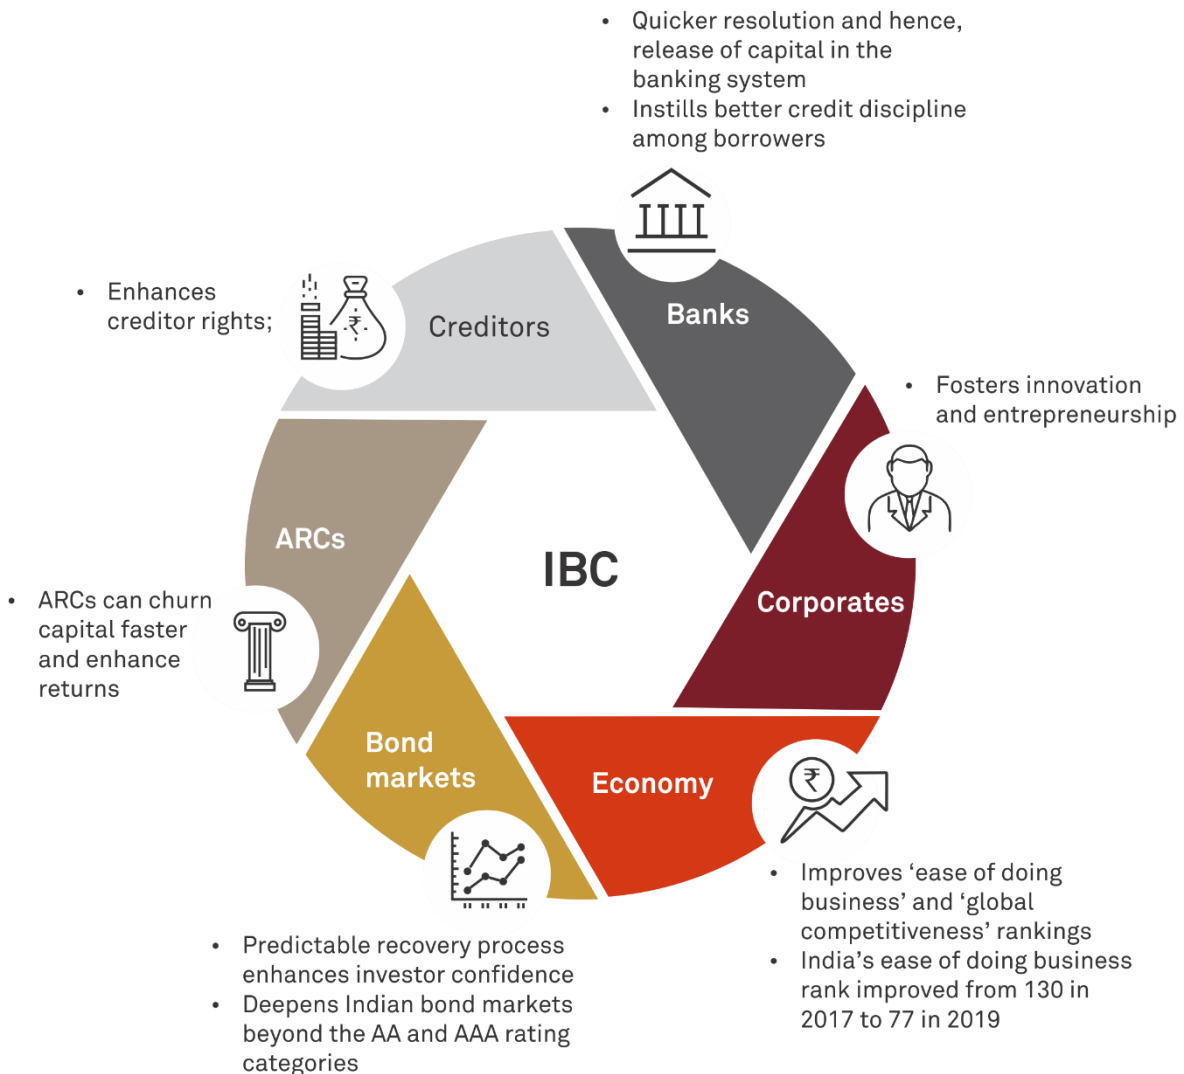 • Quicker resolution and hence,
release of capital in the
banking system
• Instills better credit discipline
among borrowers
Banks
• Enhances
creditor rights;
₹
Creditors
• Fosters innovation
and entrepreneurship
Corporates
ARCs
• ARCs can churn
capital faster
and enhance
returns
IBC
Bond
markets
• Predictable recovery process
enhances investor confidence
• Deepens Indian bond markets
beyond the AA and AAA rating
categories
Economy
₹
• Improves ‘ease of doing
business’ and ‘global
competitiveness’ rankings
• India’s ease of doing business
rank improved from 130 in
2017 to 77 in 2019